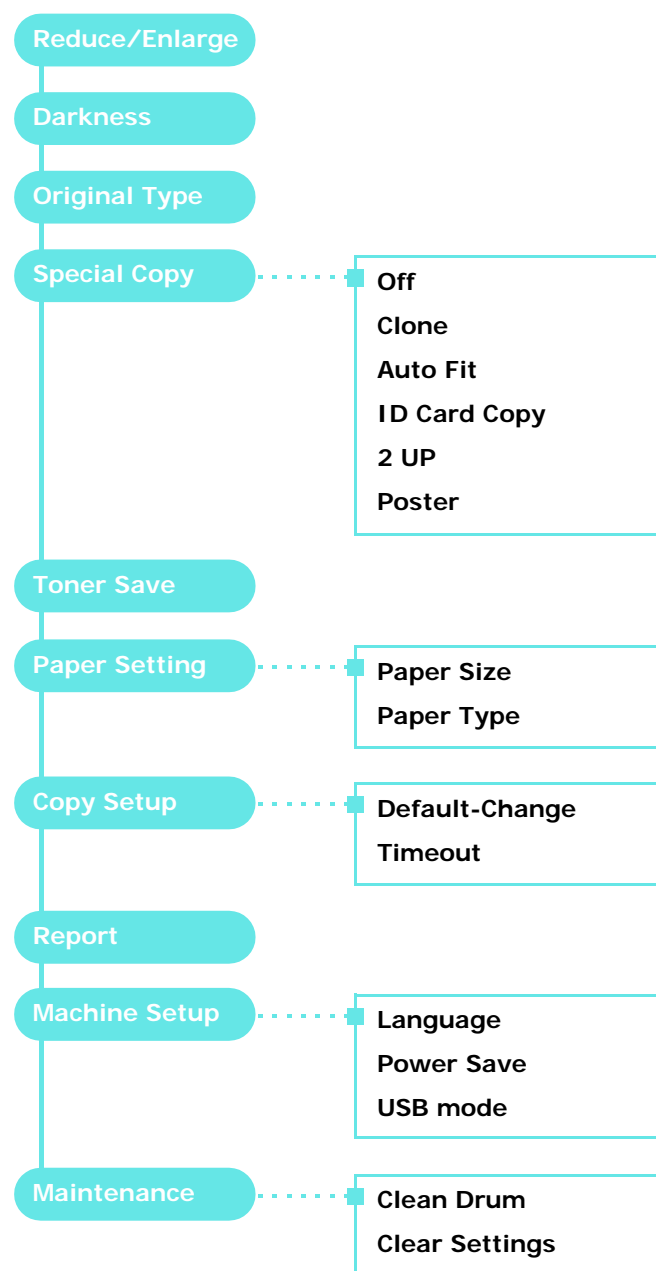 Reduce/Enlarge
Darkness
Original Type
Special Copy
Off
Clone
Auto Fit
ID Card Copy
2 UP
Poster
Toner Save
Paper Setting
Paper Size
Paper Type
Copy Setup
Default-Change
Timeout
Report
Machine Setup
Language
Power Save
USB mode
Maintenance
Clean Drum
Clear Settings